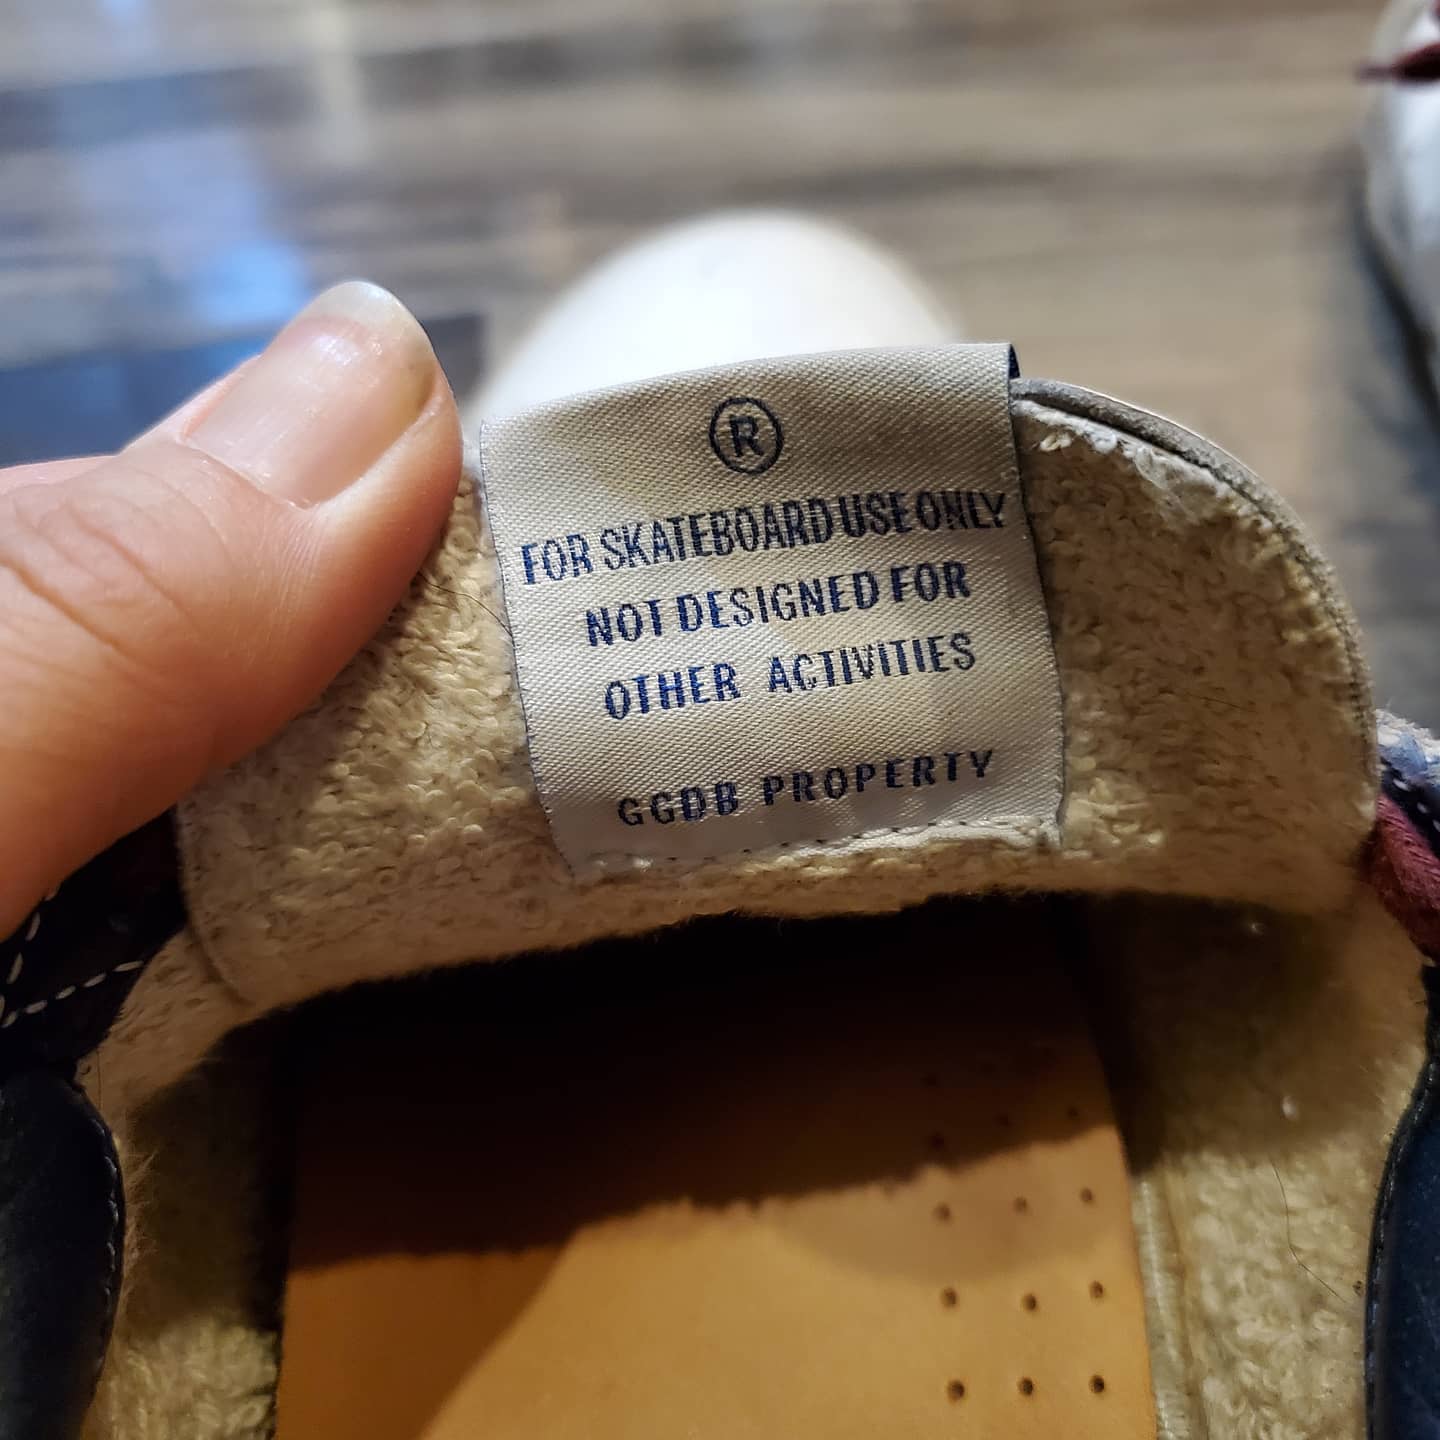 ®
FOR SKATEBOARD USE ONLY
NOT DESIGNED FOR
OTHER ACTIVITIES
GGDB PROPERTY